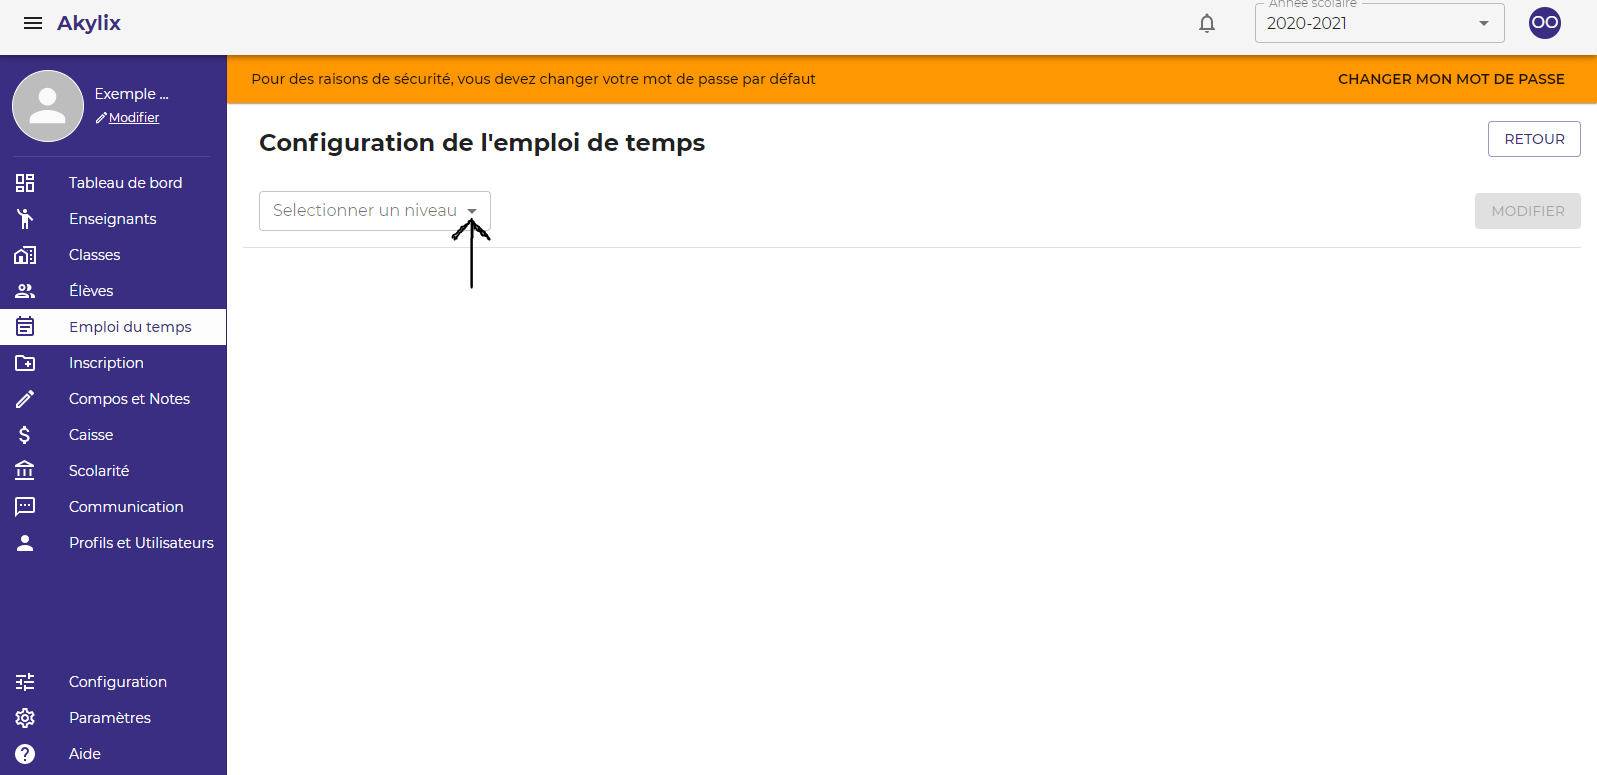 Akylix
Année scolaire
2020-2021
OO
Exemple ...
Modifier
Pour des raisons de sécurité, vous devez changer votre mot de passe par défaut
CHANGER MON MOT DE PASSE
Configuration de l'emploi de temps
RETOUR
Selectionner un niveau
MODIFIER
Tableau de bord
Enseignants
Classes
Élèves
Emploi du temps
Inscription
Compos et Notes
Caisse
Scolarité
Communication
Profils et Utilisateurs
Configuration
Paramètres
Aide